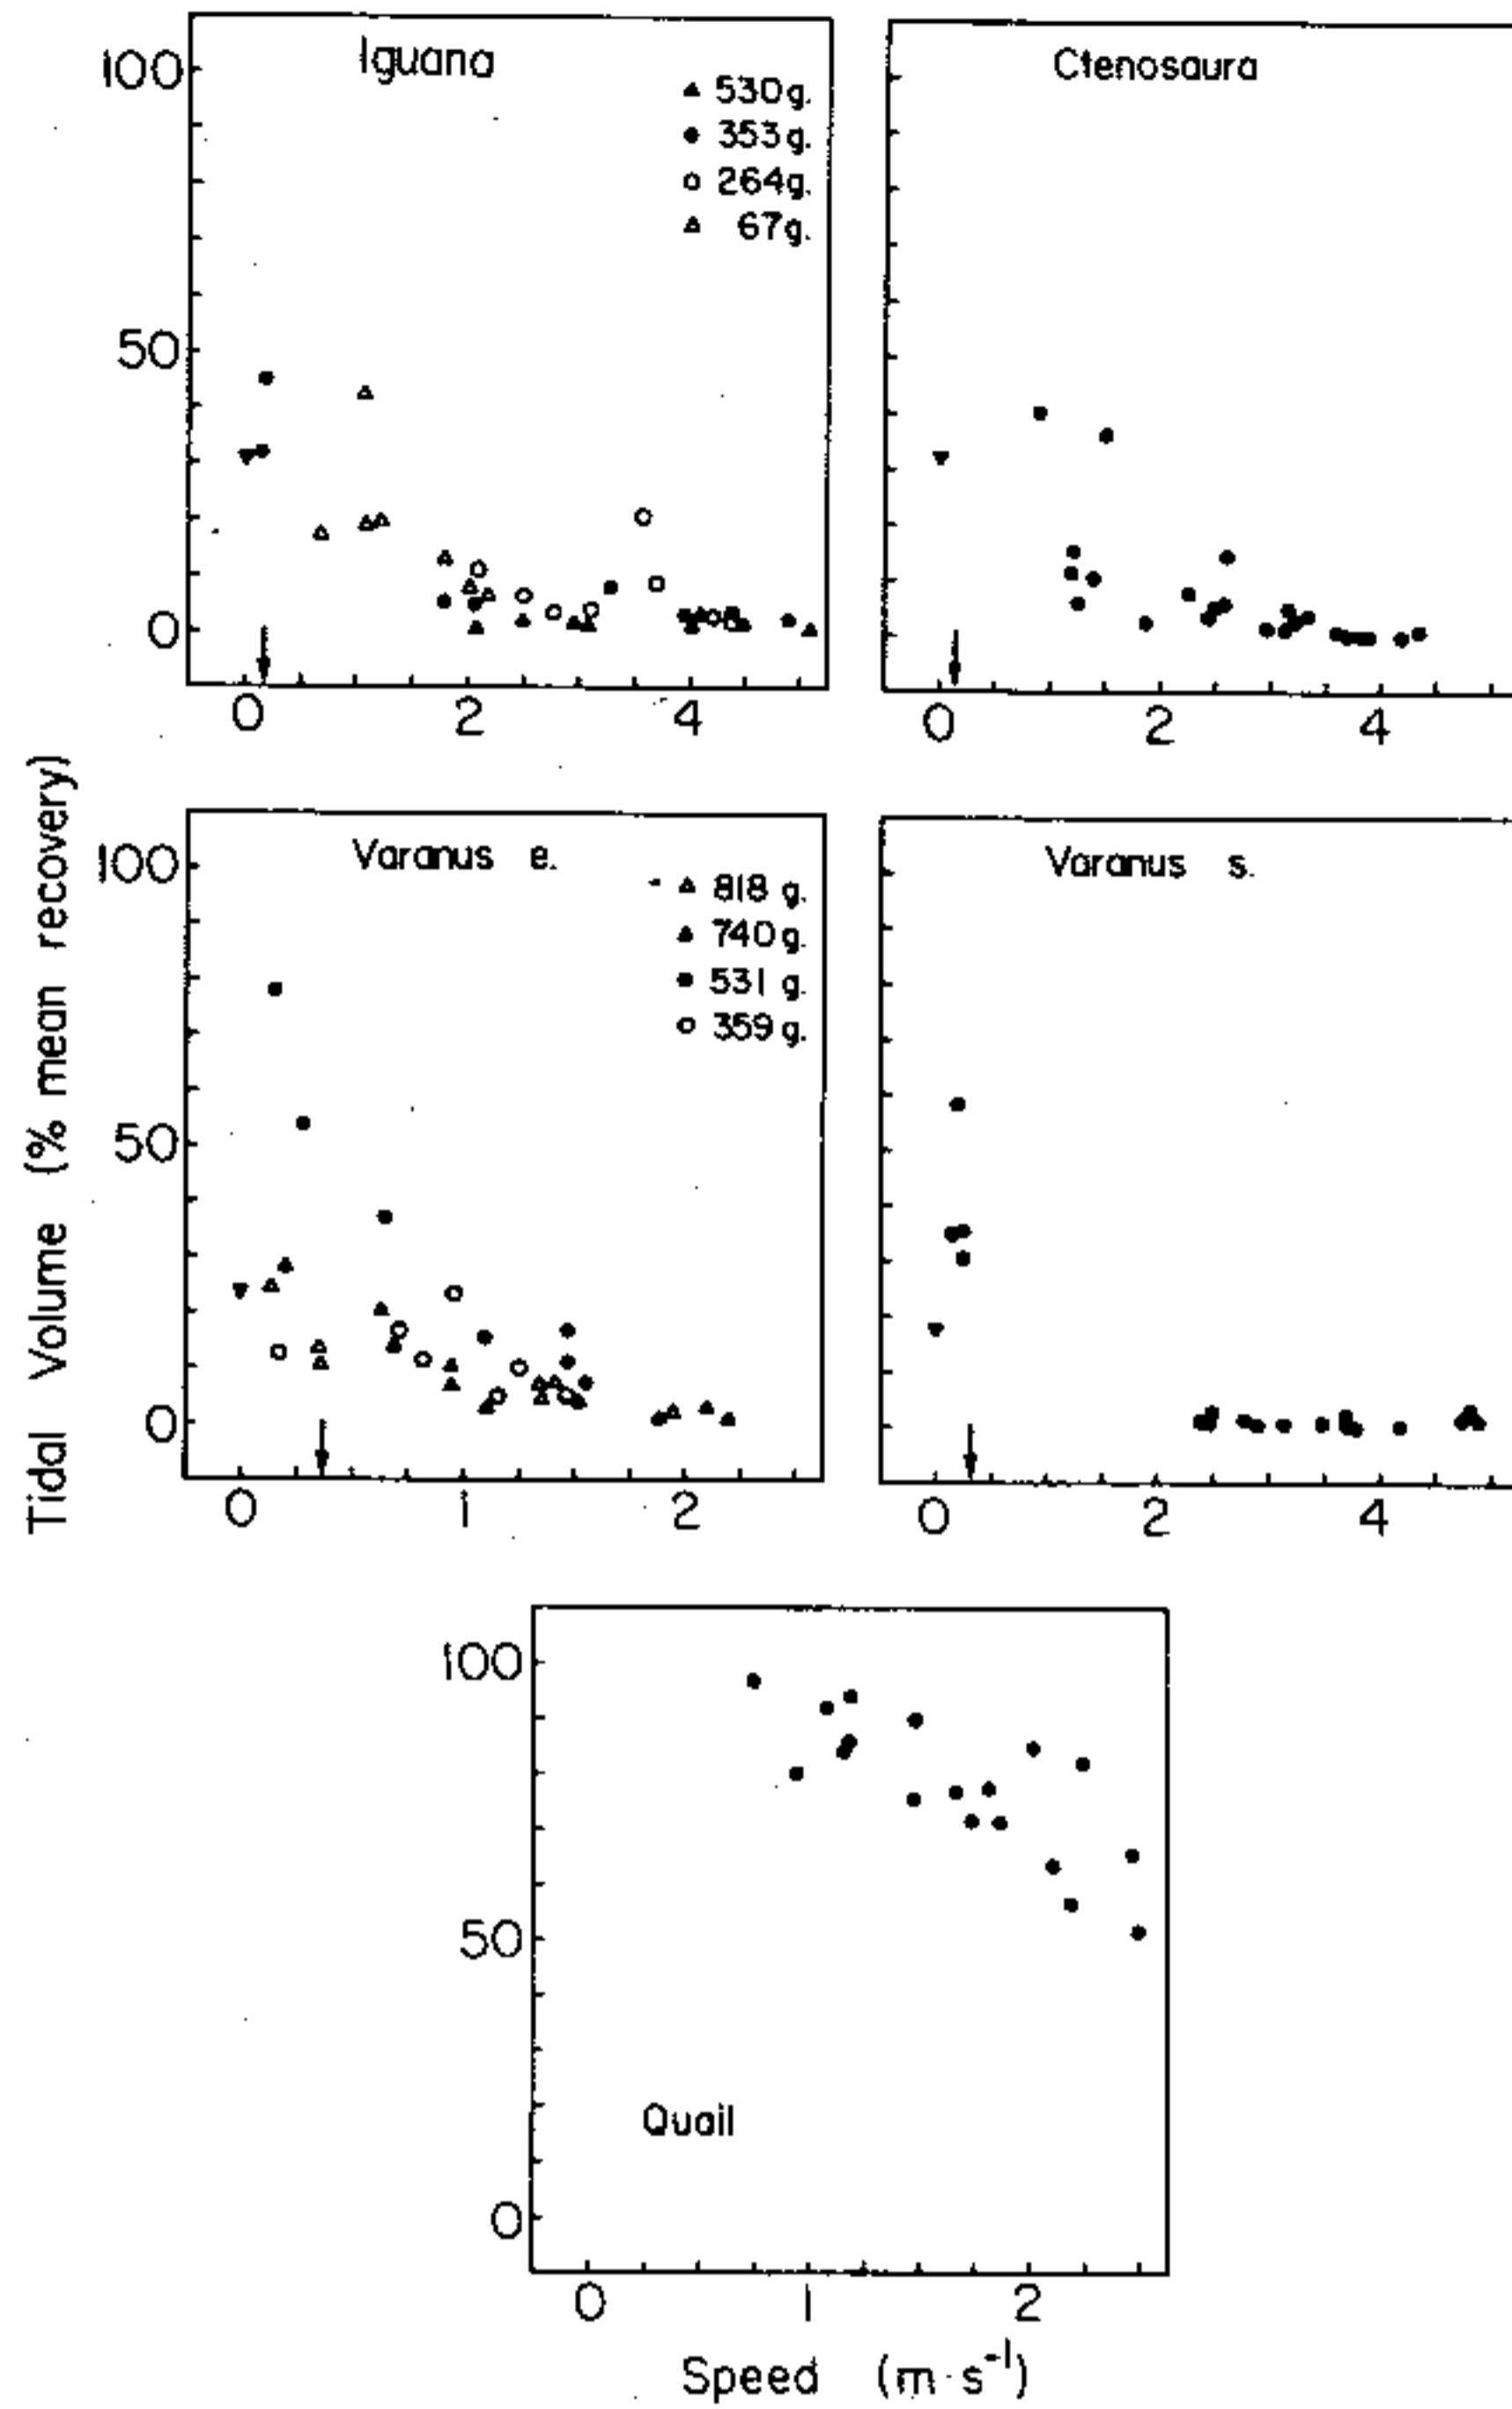 Iguana
Ctenosaura
100
50
0
▲ 530g.
● 353g.
○ 264g.
△ 67g.
0 2 4
0 2 4
Tidal Volume (% mean recovery)
Varanus e.
Varanus s.
100
50
0
△ 818 g.
▲ 740 g.
● 531 g.
○ 359 g.
0 1 2
0 2 4
100
50
0
Quail
0 1 2
Speed (m·s⁻¹)